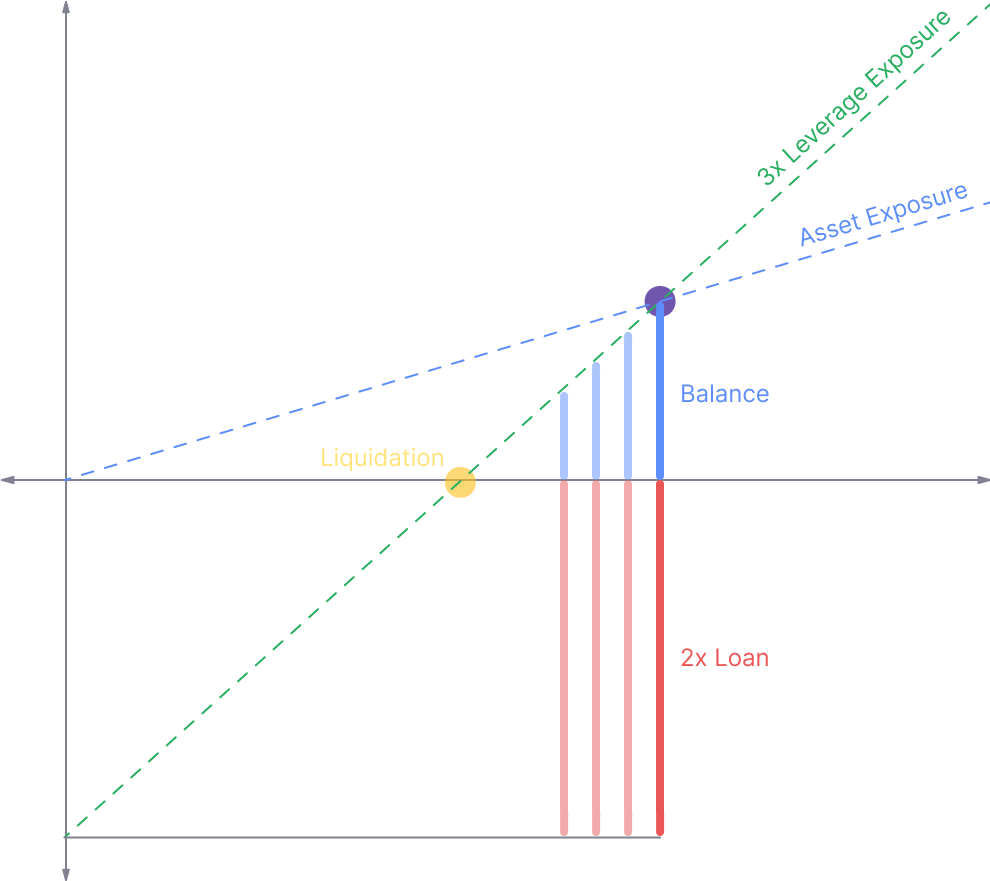 3x Leverage Exposure
Asset Exposure
Balance
Liquidation
2x Loan